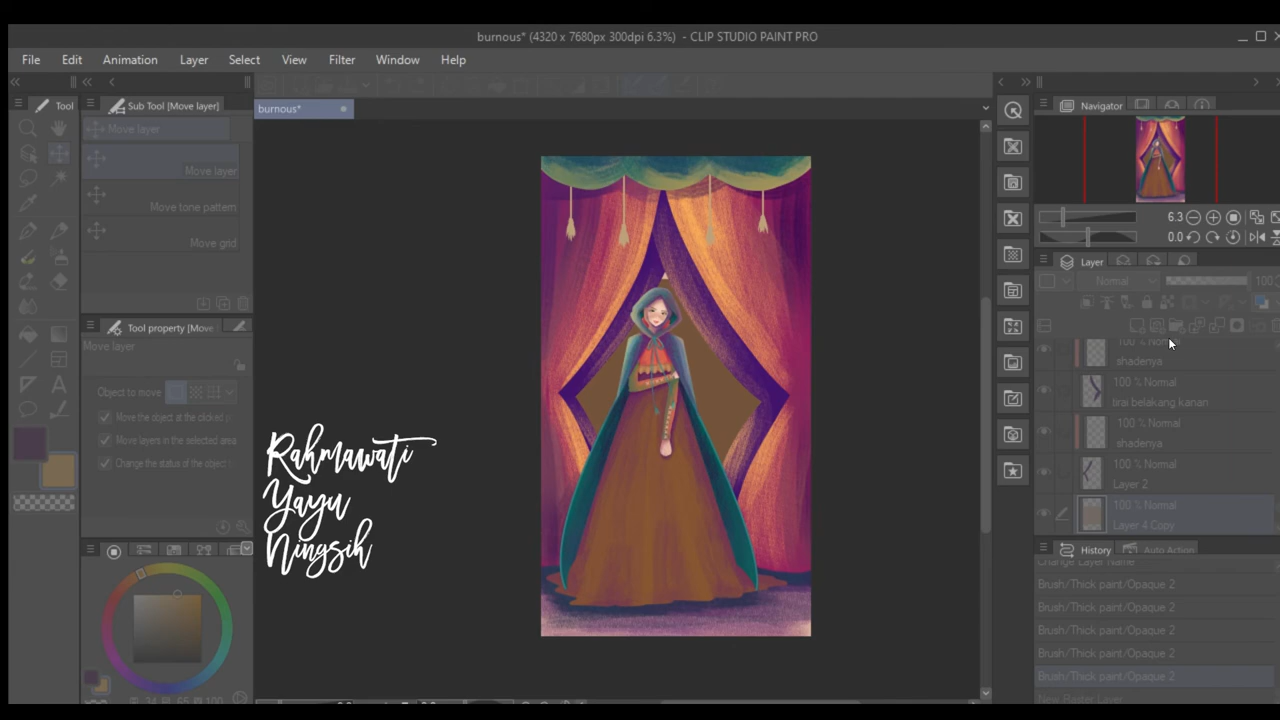 burnous* (4320 x 7680px 300dpi 6.3%) - CLIP STUDIO PAINT PRO
File Edit Animation Layer Select View Filter Window Help
Tool
Sub Tool [Move layer]
Move layer
Move layer
Move tone pattern
Move grid
Tool property [Move
Move layer
Object to move
Move the object at the clicked p
Move layers in the selected area
Change the status of the object l
burnous*
Rahmawati
Yayu
Ningsih
Navigator
6.3
0.0
Layer
Normal
100
100 % Normal
shadenya
100 % Normal
tirai belakang kanan
100 % Normal
shadenya
100 % Normal
Layer 2
100 % Normal
Layer 4 Copy
History
Auto Action
Change Layer Name
Brush/Thick paint/Opaque 2
Brush/Thick paint/Opaque 2
Brush/Thick paint/Opaque 2
Brush/Thick paint/Opaque 2
Brush/Thick paint/Opaque 2
New Raster Layer